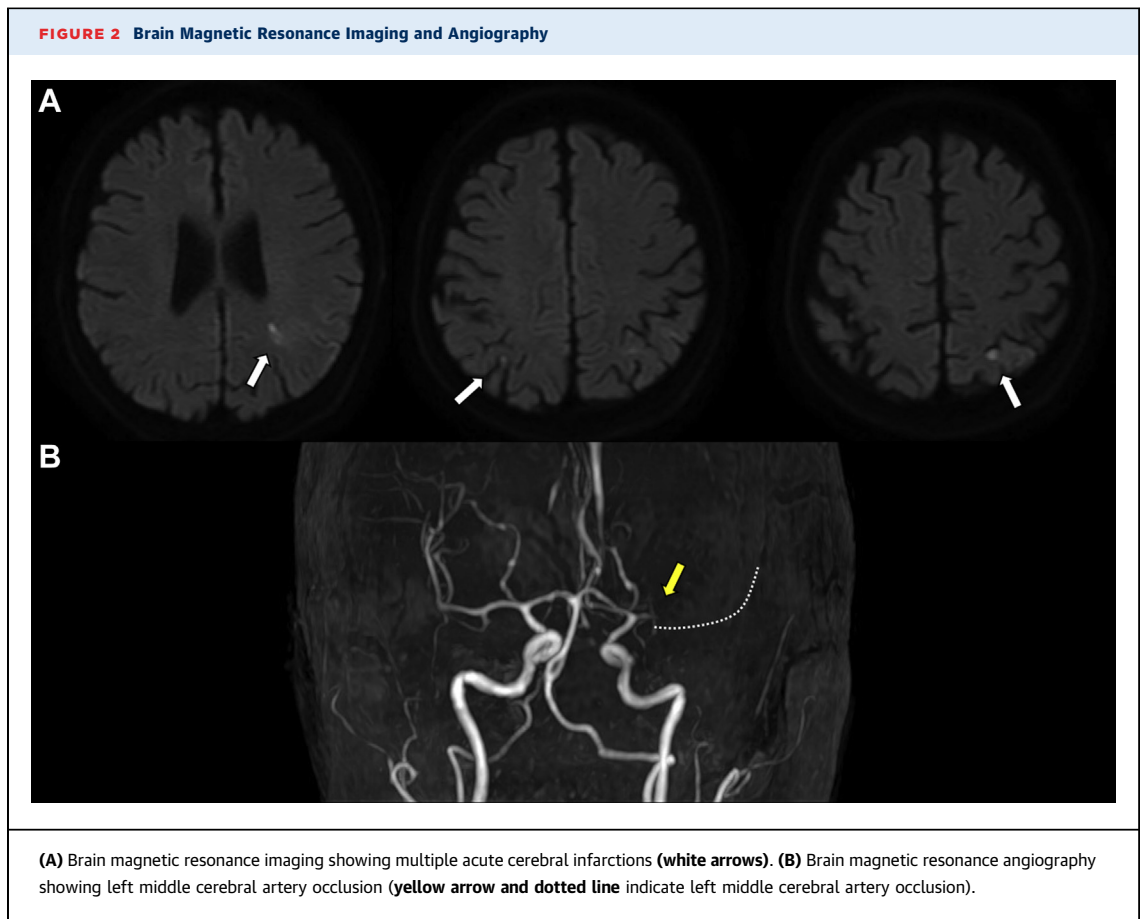 FIGURE 2 Brain Magnetic Resonance Imaging and Angiography
A
B
(A) Brain magnetic resonance imaging showing multiple acute cerebral infarctions (white arrows). (B) Brain magnetic resonance angiography
showing left middle cerebral artery occlusion (yellow arrow and dotted line indicate left middle cerebral artery occlusion).